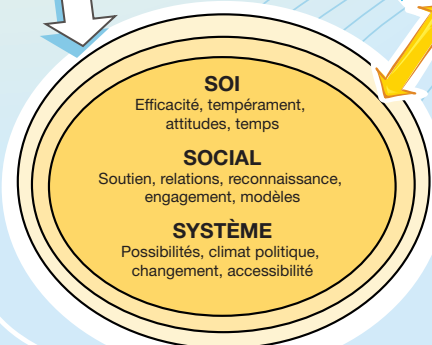 SOI
Efficacité, tempérament,
attitudes, temps
SOCIAL
Soutien, relations, reconnaissance,
engagement, modèles
SYSTÈME
Possibilités, climat politique,
changement, accessibilité